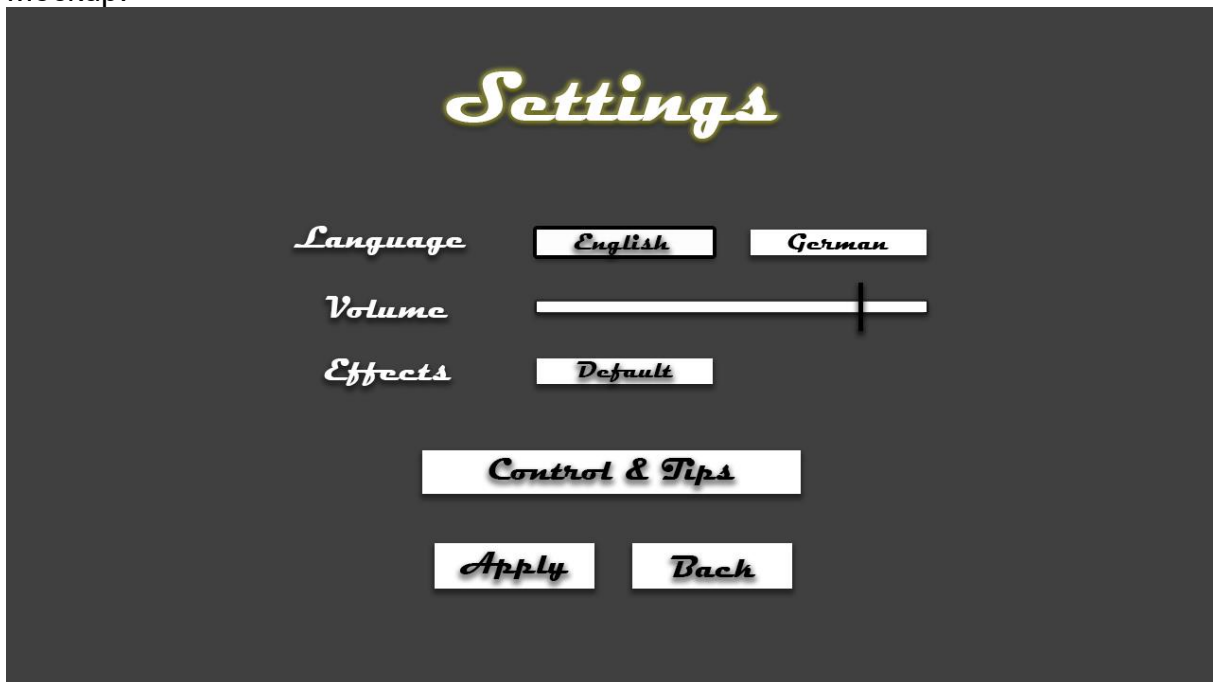 Mockup:
Settings
Language English German
Volume
Effects Default
Control & Tips
Apply Back